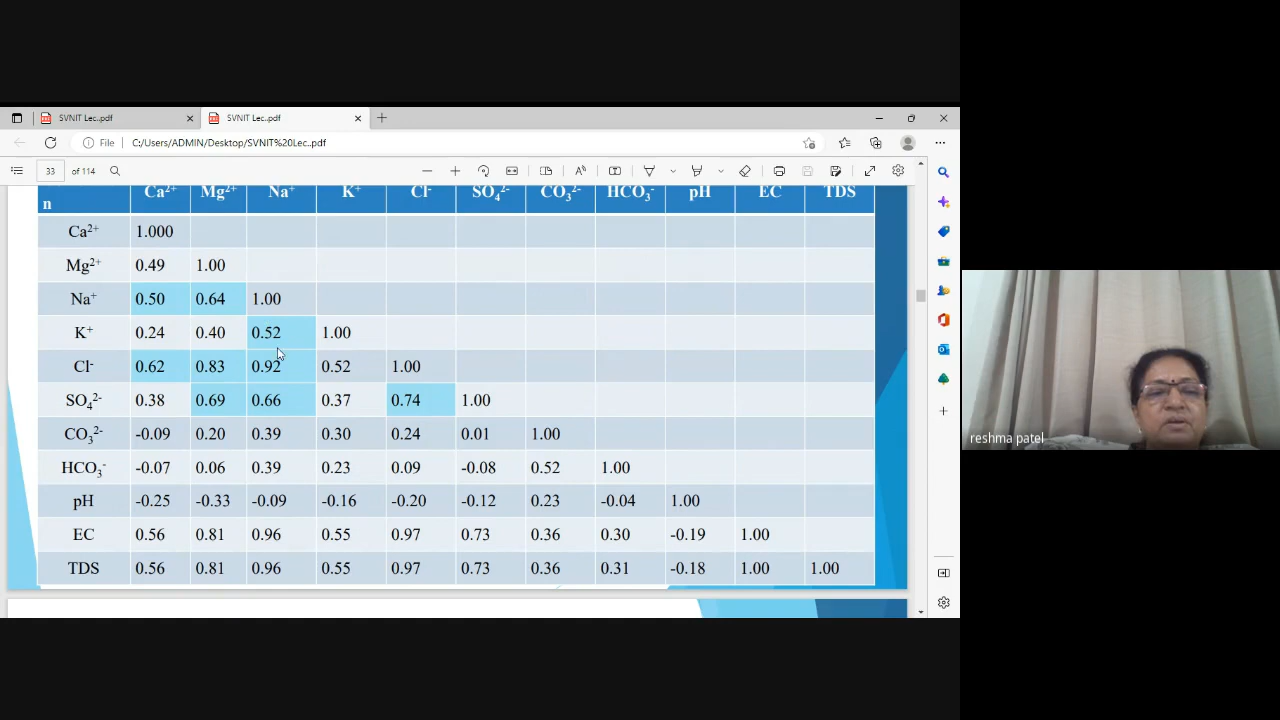 SVNIT Lec..pdf
SVNIT Lec..pdf
File
C:/Users/ADMIN/Desktop/SVNIT%20Lec..pdf
33 of 114
n Ca²⁺ Mg²⁺ Na⁺ K⁺ Cl⁻ SO₄²⁻ CO₃²⁻ HCO₃⁻ pH EC TDS
Ca²⁺ 1.000
Mg²⁺ 0.49 1.00
Na⁺ 0.50 0.64 1.00
K⁺ 0.24 0.40 0.52 1.00
Cl⁻ 0.62 0.83 0.92 0.52 1.00
SO₄²⁻ 0.38 0.69 0.66 0.37 0.74 1.00
CO₃²⁻ -0.09 0.20 0.39 0.30 0.24 0.01 1.00
HCO₃⁻ -0.07 0.06 0.39 0.23 0.09 -0.08 0.52 1.00
pH -0.25 -0.33 -0.09 -0.16 -0.20 -0.12 0.23 -0.04 1.00
EC 0.56 0.81 0.96 0.55 0.97 0.73 0.36 0.30 -0.19 1.00
TDS 0.56 0.81 0.96 0.55 0.97 0.73 0.36 0.31 -0.18 1.00 1.00
reshma patel